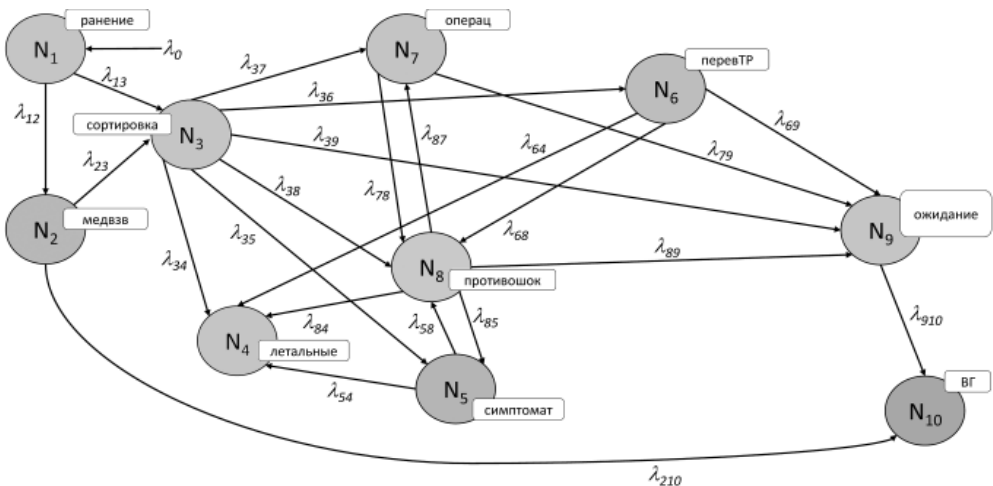 ранение
N1
λ0
λ13
λ12
сортировка
N3
λ23
N2
медвзв
операц
N7
λ37
λ36
перевТР
N6
λ39
λ87
λ64
λ69
λ79
λ38
λ78
λ68
λ35
λ34
N8
противошок
λ89
ожидание
N9
N4
летальные
λ84
λ58
λ85
λ54
N5
симптомат
λ910
ВГ
N10
λ210